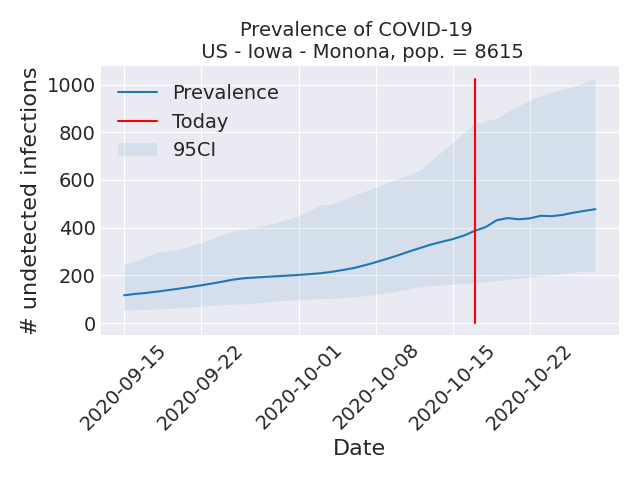 Prevalence of COVID-19
US - Iowa - Monona, pop. = 8615
# undetected infections
1000
800
600
400
200
0
Prevalence
Today
95CI
2020-09-15
2020-09-22
2020-10-01
2020-10-08
2020-10-15
2020-10-22
Date